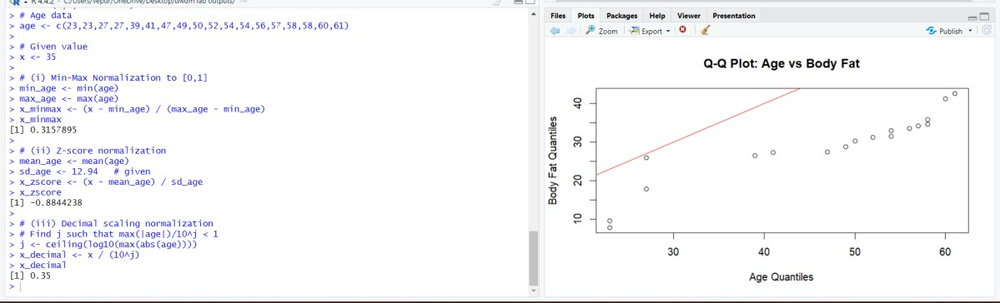 R 4.4.2 · C:/Users/vepur/OneDrive/Desktop/dwdm lab outputs/
> # Age data
> age <- c(23,23,27,27,39,41,47,49,50,52,54,54,56,57,58,58,60,61)
>
> # Given value
> x <- 35
>
> # (i) Min-Max Normalization to [0,1]
> min_age <- min(age)
> max_age <- max(age)
> x_minmax <- (x - min_age) / (max_age - min_age)
> x_minmax
[1] 0.3157895
>
> # (ii) Z-score normalization
> mean_age <- mean(age)
> sd_age <- 12.94   # given
> x_zscore <- (x - mean_age) / sd_age
> x_zscore
[1] -0.8844238
>
> # (iii) Decimal scaling normalization
> # Find j such that max(|age|)/10^j < 1
> j <- ceiling(log10(max(abs(age))))
> x_decimal <- x / (10^j)
> x_decimal
[1] 0.35
>
Files Plots Packages Help Viewer Presentation
Zoom Export Publish
Q-Q Plot: Age vs Body Fat
Body Fat Quantiles
40
30
20
10
30 40 50 60
Age Quantiles